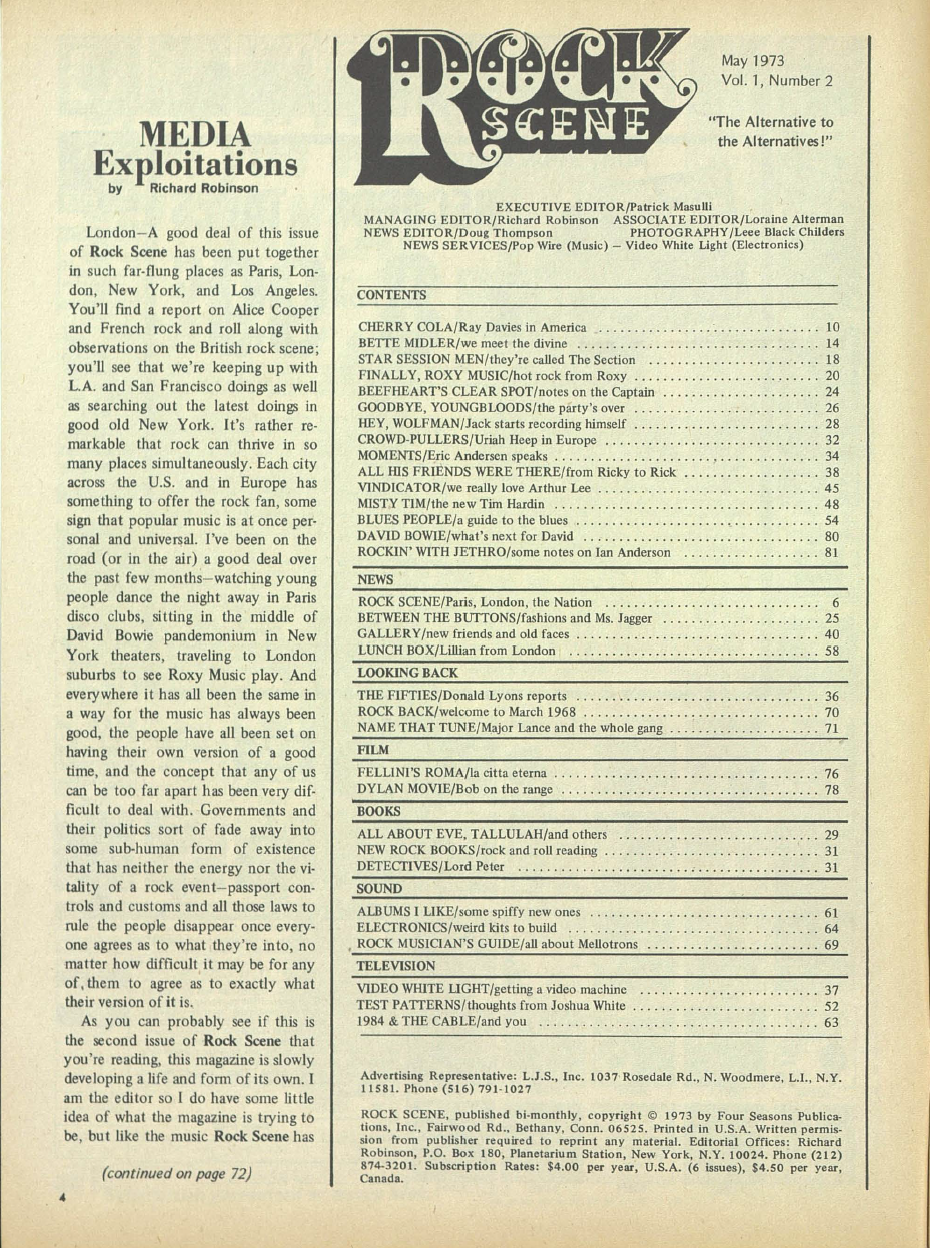 MEDIA
Exploitations
by Richard Robinson
London—A good deal of this issue
of Rock Scene has been put together
in such far-flung places as Paris, Lon-
don, New York, and Los Angeles.
You'll find a report on Alice Cooper
and French rock and roll along with
observations on the British rock scene;
you'll see that we're keeping up with
L.A. and San Francisco doings as well
as searching out the latest doings in
good old New York. It's rather re-
markable that rock can thrive in so
many places simultaneously. Each city
across the U.S. and in Europe has
something to offer the rock fan, some
sign that popular music is at once per-
sonal and universal. I've been on the
road (or in the air) a good deal over
the past few months—watching young
people dance the night away in Paris
disco clubs, sitting in the middle of
David Bowie pandemonium in New
York theaters, traveling to London
suburbs to see Roxy Music play. And
everywhere it has all been the same in
a way for the music has always been
good, the people have all been set on
having their own version of a good
time, and the concept that any of us
can be too far apart has been very dif-
ficult to deal with. Governments and
their politics sort of fade away into
some sub-human form of existence
that has neither the energy nor the vi-
tality of a rock event—passport con-
trols and customs and all those laws to
rule the people disappear once every-
one agrees as to what they're into, no
matter how difficult it may be for any
of them to agree as to exactly what
their version of it is.
As you can probably see if this is
the second issue of Rock Scene that
you're reading, this magazine is slowly
developing a life and form of its own. I
am the editor so I do have some little
idea of what the magazine is trying to
be, but like the music Rock Scene has
(continued on page 72)
4
ROCK
SCENE
May 1973
Vol. 1, Number 2
"The Alternative to
the Alternatives!"
EXECUTIVE EDITOR/Patrick Masulli
MANAGING EDITOR/Richard Robinson ASSOCIATE EDITOR/Loraine Alterman
NEWS EDITOR/Doug Thompson PHOTOGRAPHY/Leee Black Childers
NEWS SERVICES/Pop Wire (Music) — Video White Light (Electronics)
CONTENTS
CHERRY COLA/Ray Davies in America .......... 10
BETTE MIDLER/we meet the divine .......... 14
STAR SESSION MEN/they're called The Section .......... 18
FINALLY, ROXY MUSIC/hot rock from Roxy .......... 20
BEEFHEART'S CLEAR SPOT/notes on the Captain .......... 24
GOODBYE, YOUNGBLOODS/the party's over .......... 26
HEY, WOLFMAN/Jack starts recording himself .......... 28
CROWD-PULLERS/Uriah Heep in Europe .......... 32
MOMENTS/Eric Andersen speaks .......... 34
ALL HIS FRIENDS WERE THERE/from Ricky to Rick .......... 38
VINDICATOR/we really love Arthur Lee .......... 45
MISTY TIM/the new Tim Hardin .......... 48
BLUES PEOPLE/a guide to the blues .......... 54
DAVID BOWIE/what's next for David .......... 80
ROCKIN' WITH JETHRO/some notes on Ian Anderson .......... 81
NEWS
ROCK SCENE/Paris, London, the Nation .......... 6
BETWEEN THE BUTTONS/fashions and Ms. Jagger .......... 25
GALLERY/new friends and old faces .......... 40
LUNCH BOX/Lillian from London .......... 58
LOOKING BACK
THE FIFTIES/Donald Lyons reports .......... 36
ROCK BACK/welcome to March 1968 .......... 70
NAME THAT TUNE/Major Lance and the whole gang .......... 71
FILM
FELLINI'S ROMA/la citta eterna .......... 76
DYLAN MOVIE/Bob on the range .......... 78
BOOKS
ALL ABOUT EVE, TALLULAH/and others .......... 29
NEW ROCK BOOKS/rock and roll reading .......... 31
DETECTIVES/Lord Peter .......... 31
SOUND
ALBUMS I LIKE/some spiffy new ones .......... 61
ELECTRONICS/weird kits to build .......... 64
ROCK MUSICIAN'S GUIDE/all about Mellotrons .......... 69
TELEVISION
VIDEO WHITE LIGHT/getting a video machine .......... 37
TEST PATTERNS/thoughts from Joshua White .......... 52
1984 & THE CABLE/and you .......... 63
Advertising Representative: L.J.S., Inc. 1037 Rosedale Rd., N. Woodmere, L.I., N.Y.
11581. Phone (516) 791-1027
ROCK SCENE, published bi-monthly, copyright © 1973 by Four Seasons Publica-
tions, Inc., Fairwood Rd., Bethany, Conn. 06525. Printed in U.S.A. Written permis-
sion from publisher required to reprint any material. Editorial Offices: Richard
Robinson, P.O. Box 180, Planetarium Station, New York, N.Y. 10024. Phone (212)
874-3201. Subscription Rates: $4.00 per year, U.S.A. (6 issues), $4.50 per year,
Canada.